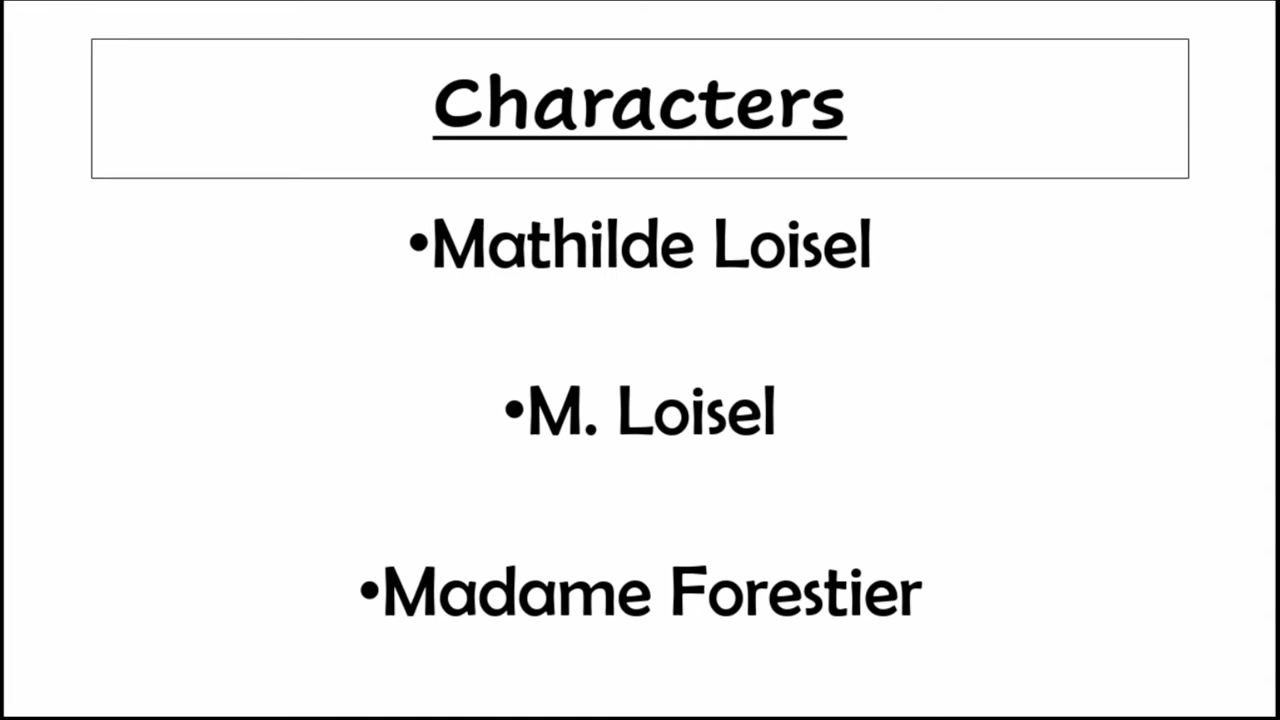 Characters
•Mathilde Loisel
•M. Loisel
•Madame Forestier